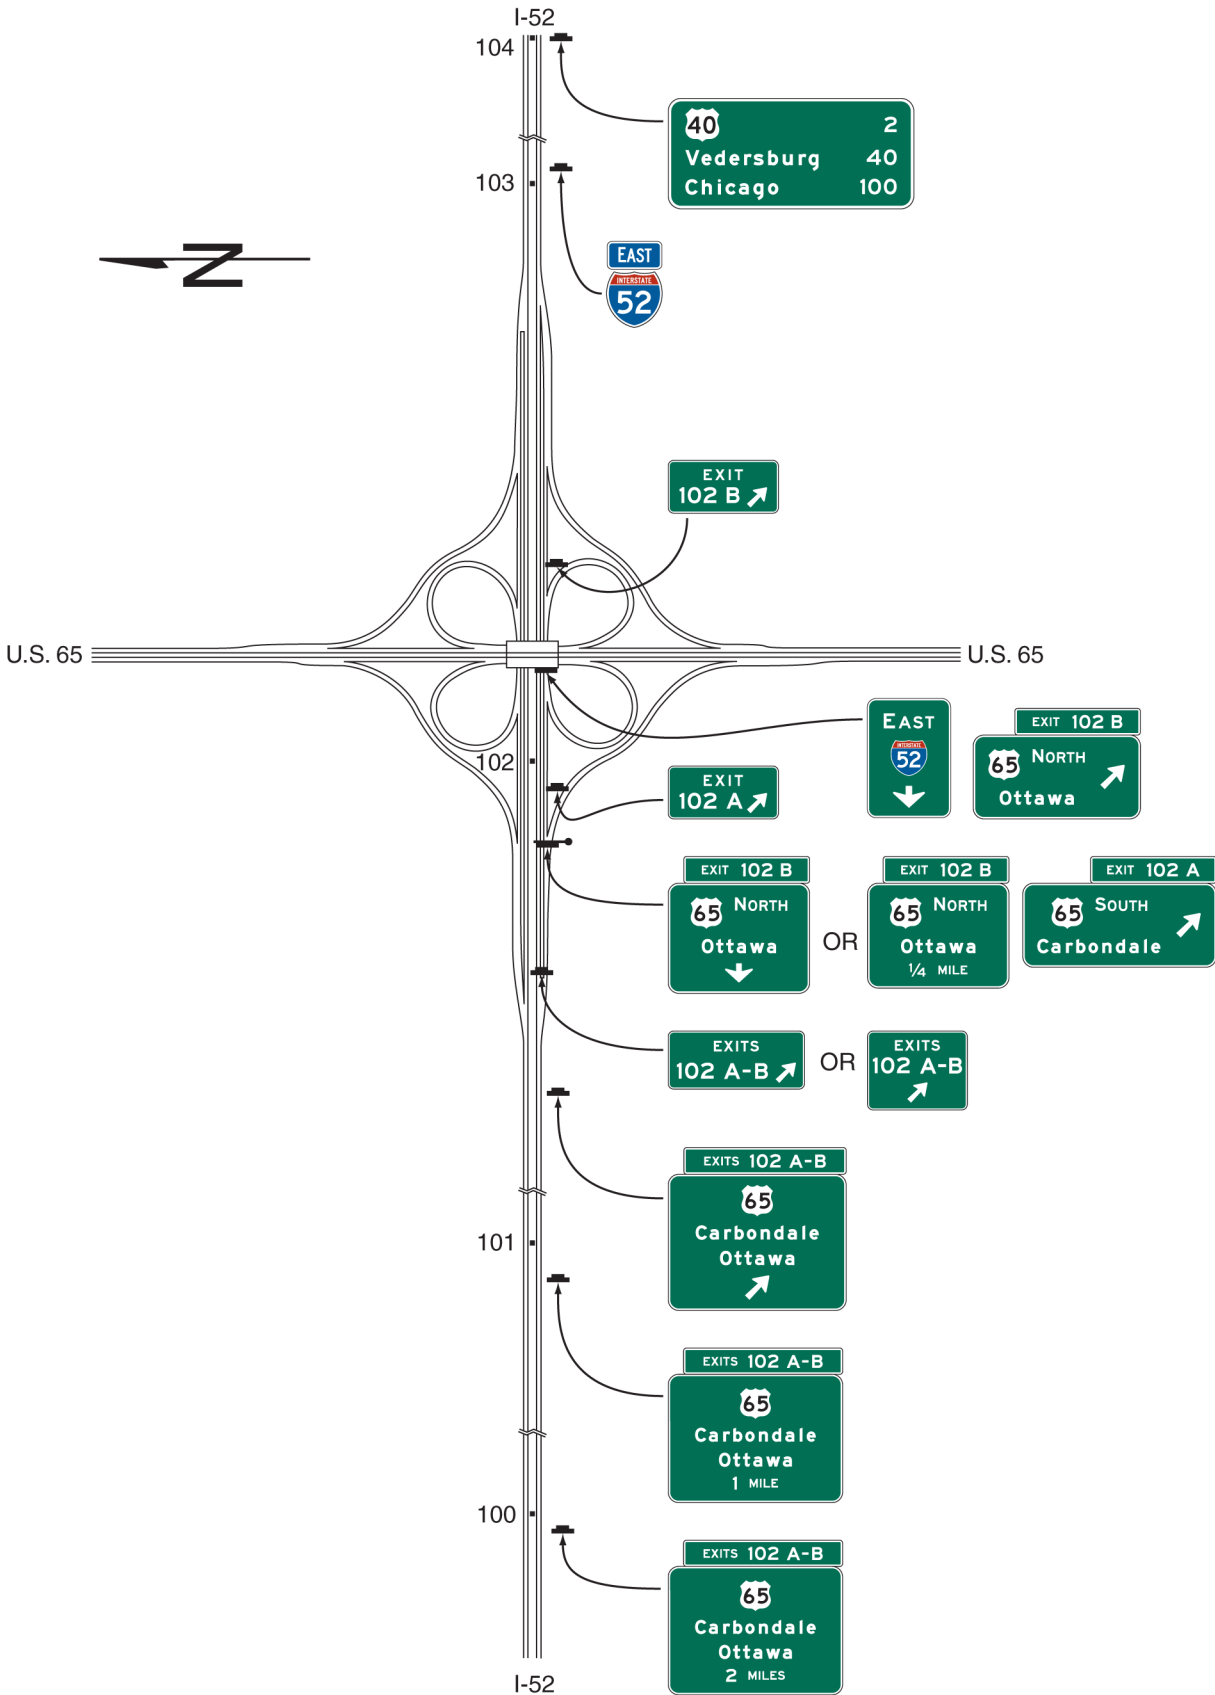 I-52
104
40 2
Vedersburg 40
Chicago 100
103
N
EAST
INTERSTATE
52
EXIT
102 B
U.S. 65
U.S. 65
EAST
INTERSTATE
52
EXIT 102 B
65 NORTH
Ottawa
102
EXIT
102 A
EXIT 102 B
65 NORTH
Ottawa
OR
EXIT 102 B
65 NORTH
Ottawa
1/4 MILE
EXIT 102 A
65 SOUTH
Carbondale
EXITS
102 A-B
OR
EXITS
102 A-B
EXITS 102 A-B
65
Carbondale
Ottawa
101
EXITS 102 A-B
65
Carbondale
Ottawa
1 MILE
100
EXITS 102 A-B
65
Carbondale
Ottawa
2 MILES
I-52